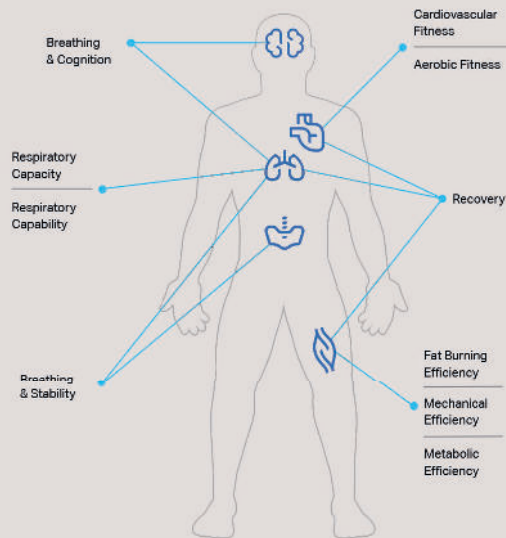 Breathing
& Cognition
Respiratory
Capacity
Respiratory
Capability
Breathing
& Stability
Cardiovascular
Fitness
Aerobic Fitness
Recovery
Fat Burning
Efficiency
Mechanical
Efficiency
Metabolic
Efficiency